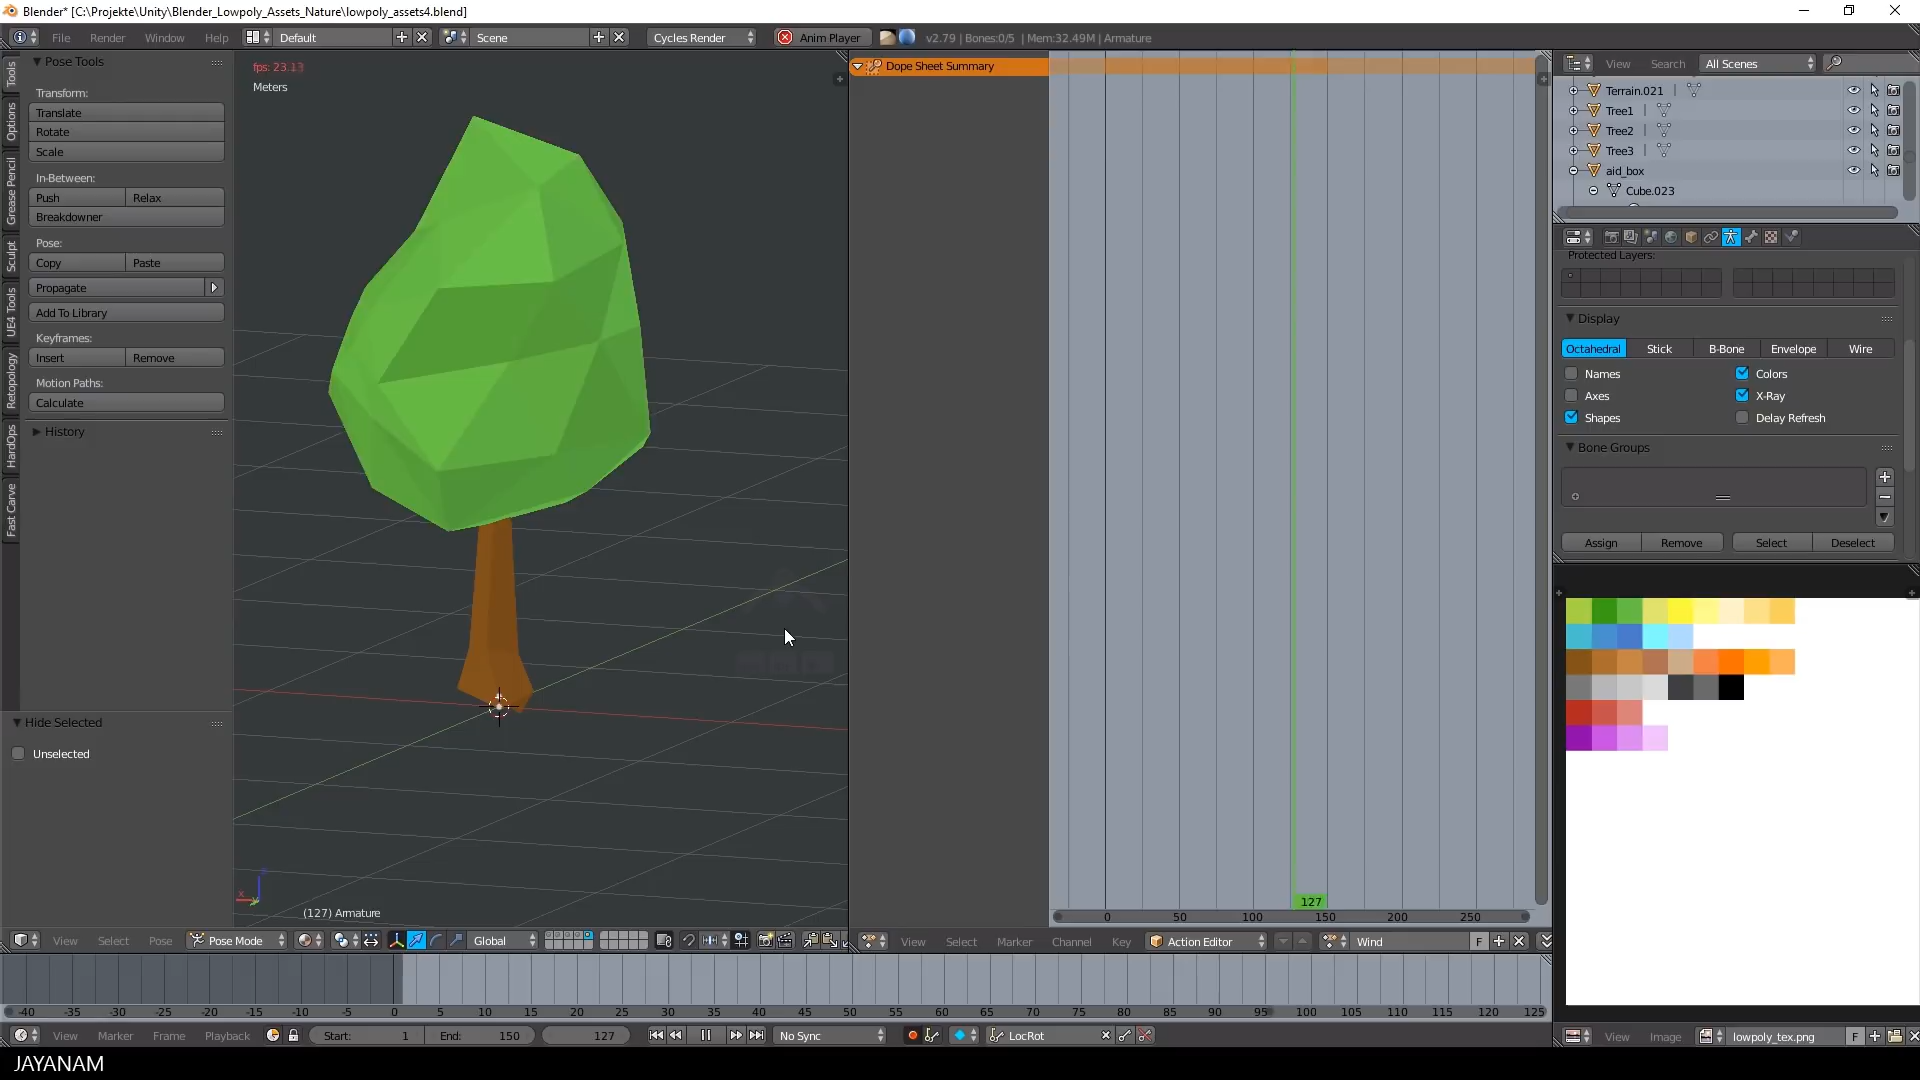 Blender* [C:\Projekte\Unity\Blender_Lowpoly_Assets_Nature\lowpoly_assets4.blend]
File Render Window Help Default Scene Cycles Render Anim Player v2.79 | Bones:0/5 | Mem:32.49M | Armature
Tools
Options
Grease Pencil
Sculpt
UE4 Tools
Retopology
HardOps
Fast Carve
Pose Tools
Transform:
Translate
Rotate
Scale
In-Between:
Push Relax
Breakdowner
Pose:
Copy Paste
Propagate
Add To Library
Keyframes:
Insert Remove
Motion Paths:
Calculate
History
Hide Selected
Unselected
fps: 23.13
Meters
(127) Armature
View Select Pose Pose Mode Global
Dope Sheet Summary
127
0 50 100 150 200 250
View Select Marker Channel Key Action Editor Wind F
View Search All Scenes
Terrain.021
Tree1
Tree2
Tree3
aid_box
Cube.023
Protected Layers:
Display
Octahedral Stick B-Bone Envelope Wire
Names Colors
Axes X-Ray
Shapes Delay Refresh
Bone Groups
Assign Remove Select Deselect
-40 -35 -30 -25 -20 -15 -10 -5 0 5 10 15 20 25 30 35 40 45 50 55 60 65 70 75 80 85 90 95 100 105 110 115 120 125
View Marker Frame Playback Start: 1 End: 150 127 No Sync LocRot
View Image lowpoly_tex.png F
JAYANAM